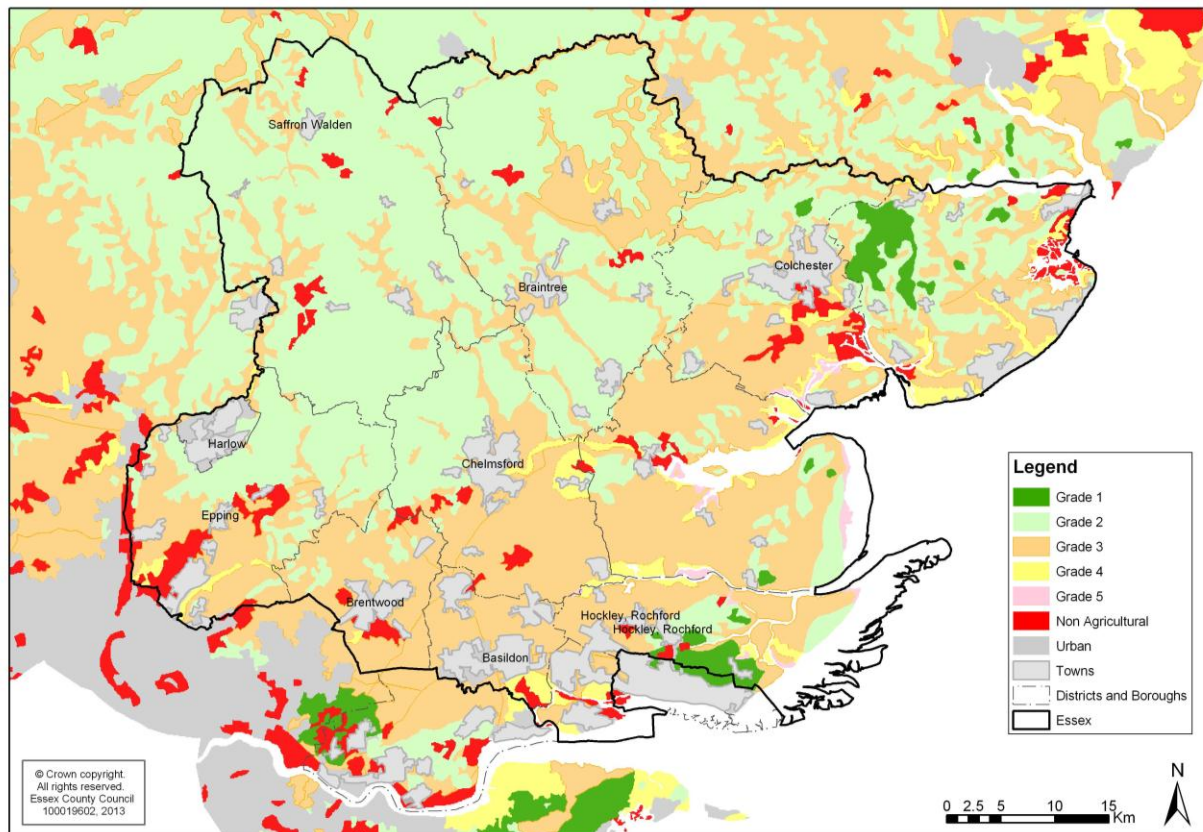 Saffron Walden
Braintree
Colchester
Harlow
Chelmsford
Epping
Brentwood
Hockley, Rochford
Hockley, Rochford
Basildon
Legend
Grade 1
Grade 2
Grade 3
Grade 4
Grade 5
Non Agricultural
Urban
Towns
Districts and Boroughs
Essex
© Crown copyright.
All rights reserved.
Essex County Council
100019602, 2013
N
0 2.5 5 10 15
Km